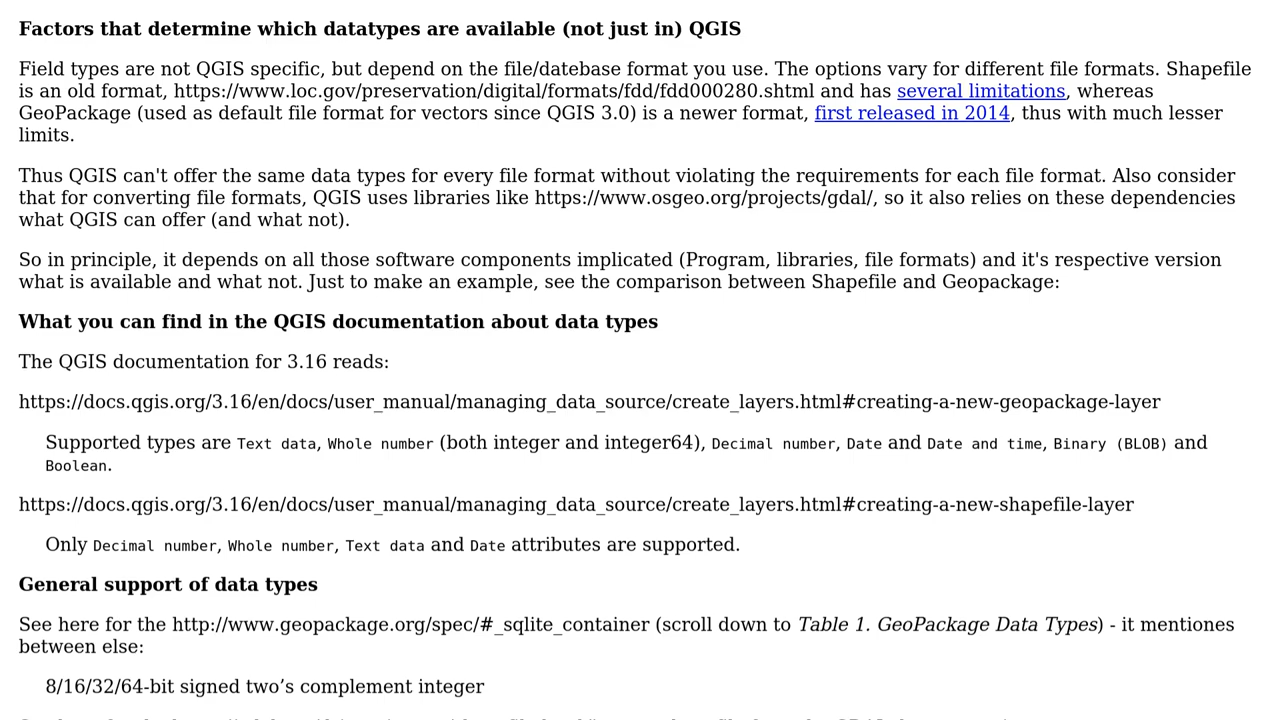 Factors that determine which datatypes are available (not just in) QGIS
Field types are not QGIS specific, but depend on the file/datebase format you use. The options vary for different file formats. Shapefile
is an old format, https://www.loc.gov/preservation/digital/formats/fdd/fdd000280.shtml and has several limitations, whereas
GeoPackage (used as default file format for vectors since QGIS 3.0) is a newer format, first released in 2014, thus with much lesser
limits.
Thus QGIS can't offer the same data types for every file format without violating the requirements for each file format. Also consider
that for converting file formats, QGIS uses libraries like https://www.osgeo.org/projects/gdal/, so it also relies on these dependencies
what QGIS can offer (and what not).
So in principle, it depends on all those software components implicated (Program, libraries, file formats) and it's respective version
what is available and what not. Just to make an example, see the comparison between Shapefile and Geopackage:
What you can find in the QGIS documentation about data types
The QGIS documentation for 3.16 reads:
https://docs.qgis.org/3.16/en/docs/user_manual/managing_data_source/create_layers.html#creating-a-new-geopackage-layer
Supported types are Text data, Whole number (both integer and integer64), Decimal number, Date and Date and time, Binary (BLOB) and
Boolean.
https://docs.qgis.org/3.16/en/docs/user_manual/managing_data_source/create_layers.html#creating-a-new-shapefile-layer
Only Decimal number, Whole number, Text data and Date attributes are supported.
General support of data types
See here for the http://www.geopackage.org/spec/#_sqlite_container (scroll down to Table 1. GeoPackage Data Types) - it mentiones
between else:
8/16/32/64-bit signed two’s complement integer